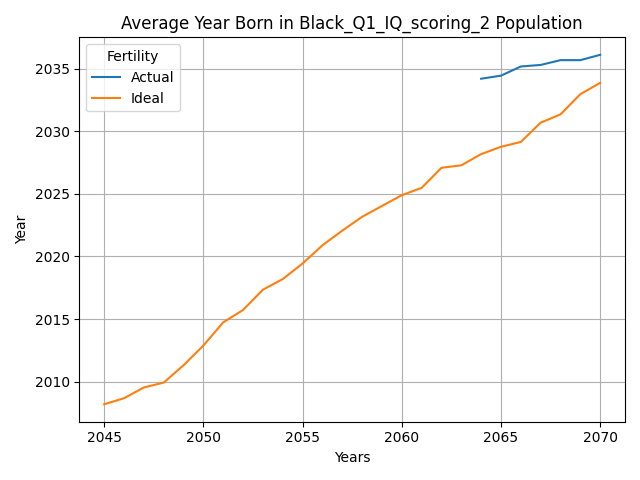 Average Year Born in Black_Q1_IQ_scoring_2 Population
Fertility
Actual
Ideal
2035
2030
2025
2020
2015
2010
Year
2045 2050 2055 2060 2065 2070
Years